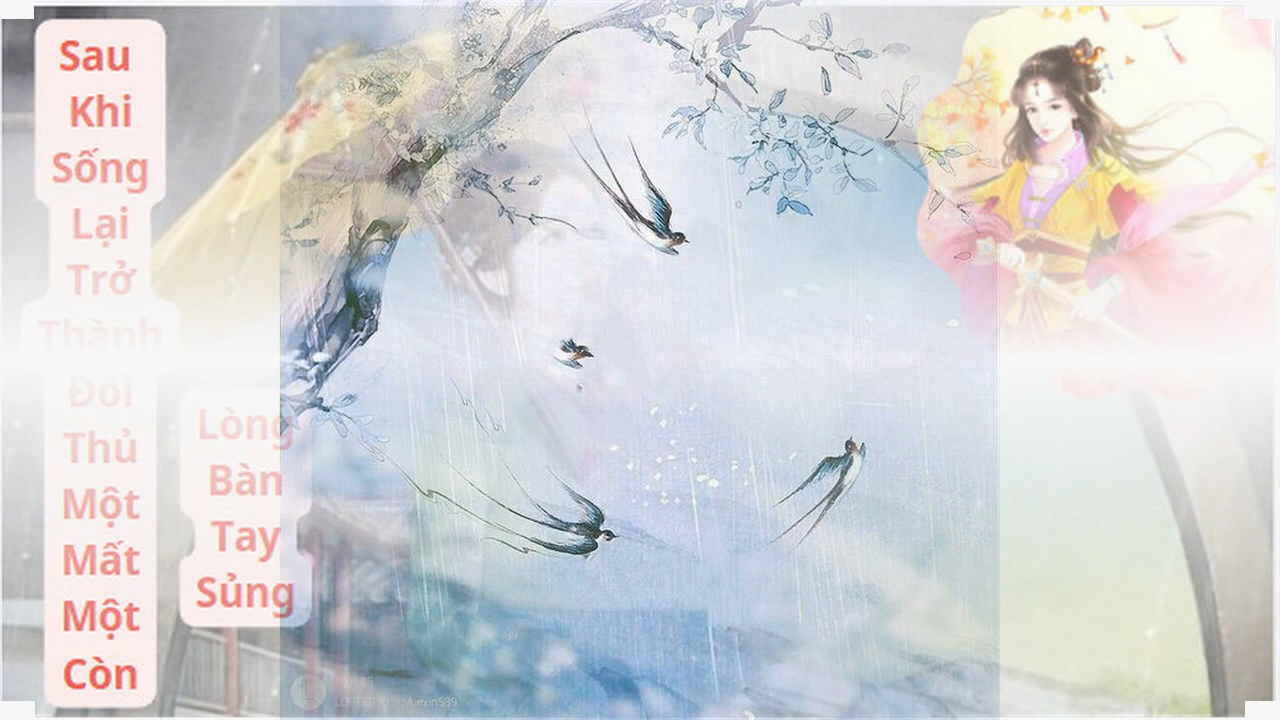 Sau
Khi
Sống
Lại
Trở
Thành
Đối
Thủ
Một
Mất
Một
Còn
Lòng
Bàn
Tay
Sủng